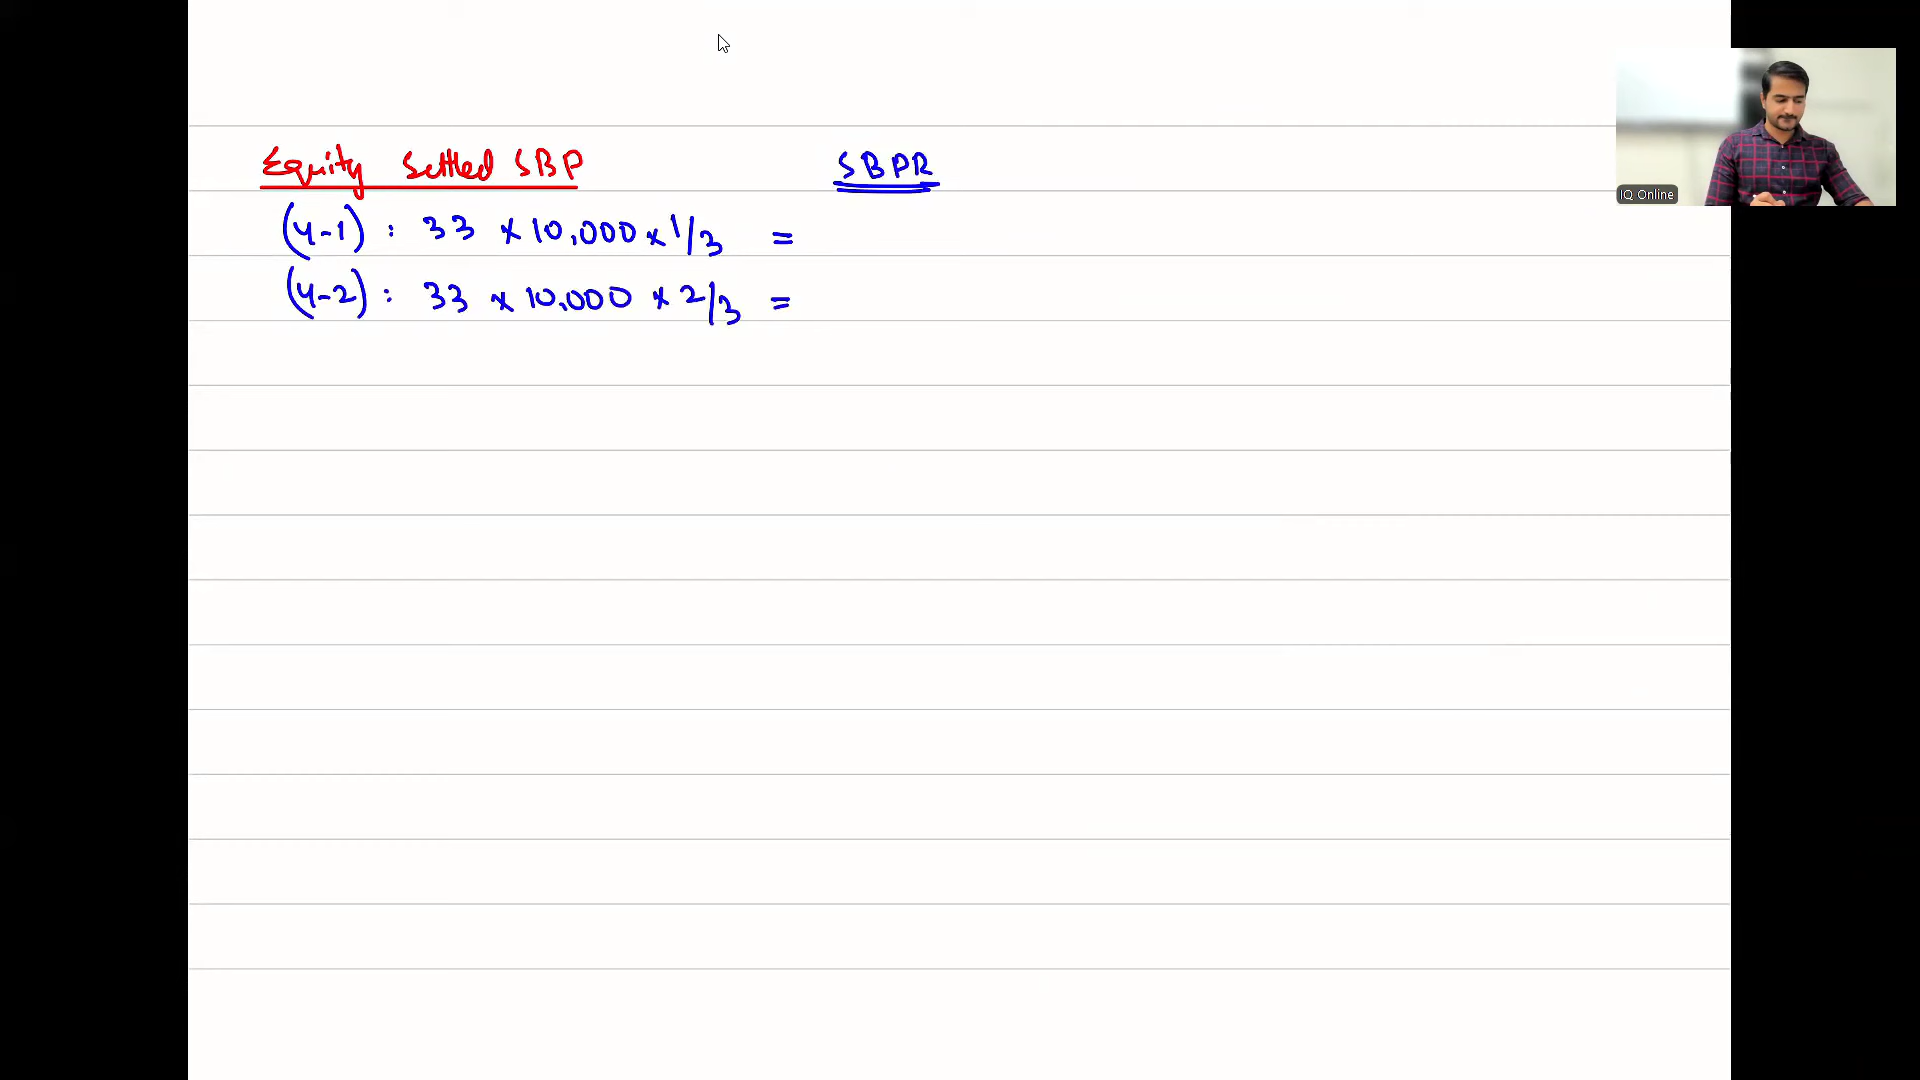 Equity Settled SBP SBPR
(Y-1) : 33 × 10,000 × 1/3 =
(Y-2) : 33 × 10,000 × 2/3 =
IQ Online